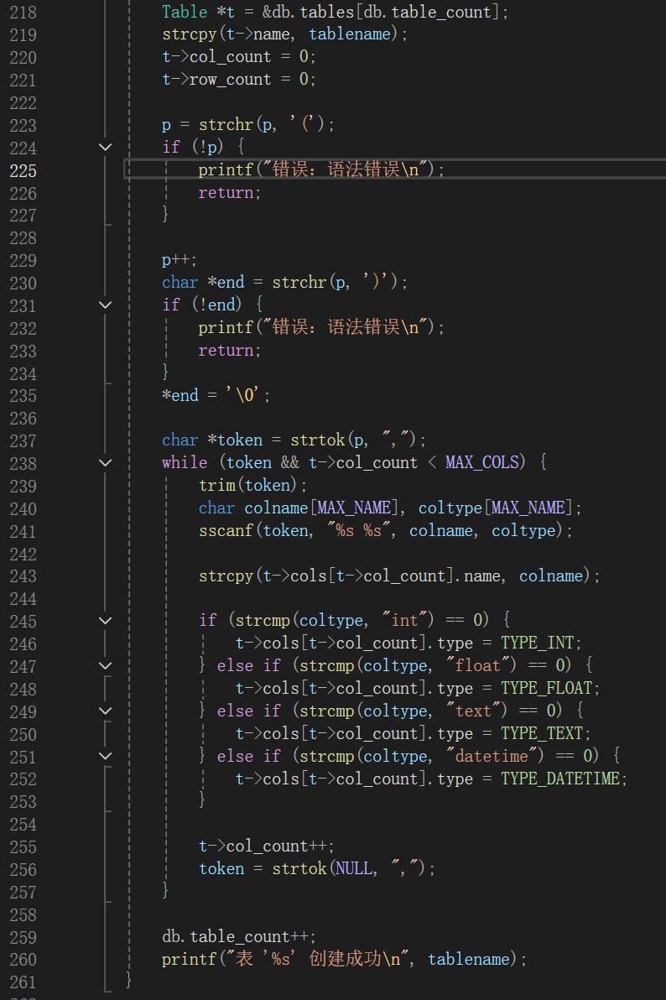 218 Table *t = &db.tables[db.table_count];
219 strcpy(t->name, tablename);
220 t->col_count = 0;
221 t->row_count = 0;
222
223 p = strchr(p, '(');
224 if (!p) {
225 printf("错误：语法错误\n");
226 return;
227 }
228
229 p++;
230 char *end = strchr(p, ')');
231 if (!end) {
232 printf("错误：语法错误\n");
233 return;
234 }
235 *end = '\0';
236
237 char *token = strtok(p, ",");
238 while (token && t->col_count < MAX_COLS) {
239 trim(token);
240 char colname[MAX_NAME], coltype[MAX_NAME];
241 sscanf(token, "%s %s", colname, coltype);
242
243 strcpy(t->cols[t->col_count].name, colname);
244
245 if (strcmp(coltype, "int") == 0) {
246 t->cols[t->col_count].type = TYPE_INT;
247 } else if (strcmp(coltype, "float") == 0) {
248 t->cols[t->col_count].type = TYPE_FLOAT;
249 } else if (strcmp(coltype, "text") == 0) {
250 t->cols[t->col_count].type = TYPE_TEXT;
251 } else if (strcmp(coltype, "datetime") == 0) {
252 t->cols[t->col_count].type = TYPE_DATETIME;
253 }
254
255 t->col_count++;
256 token = strtok(NULL, ",");
257 }
258
259 db.table_count++;
260 printf("表 '%s' 创建成功\n", tablename);
261 }